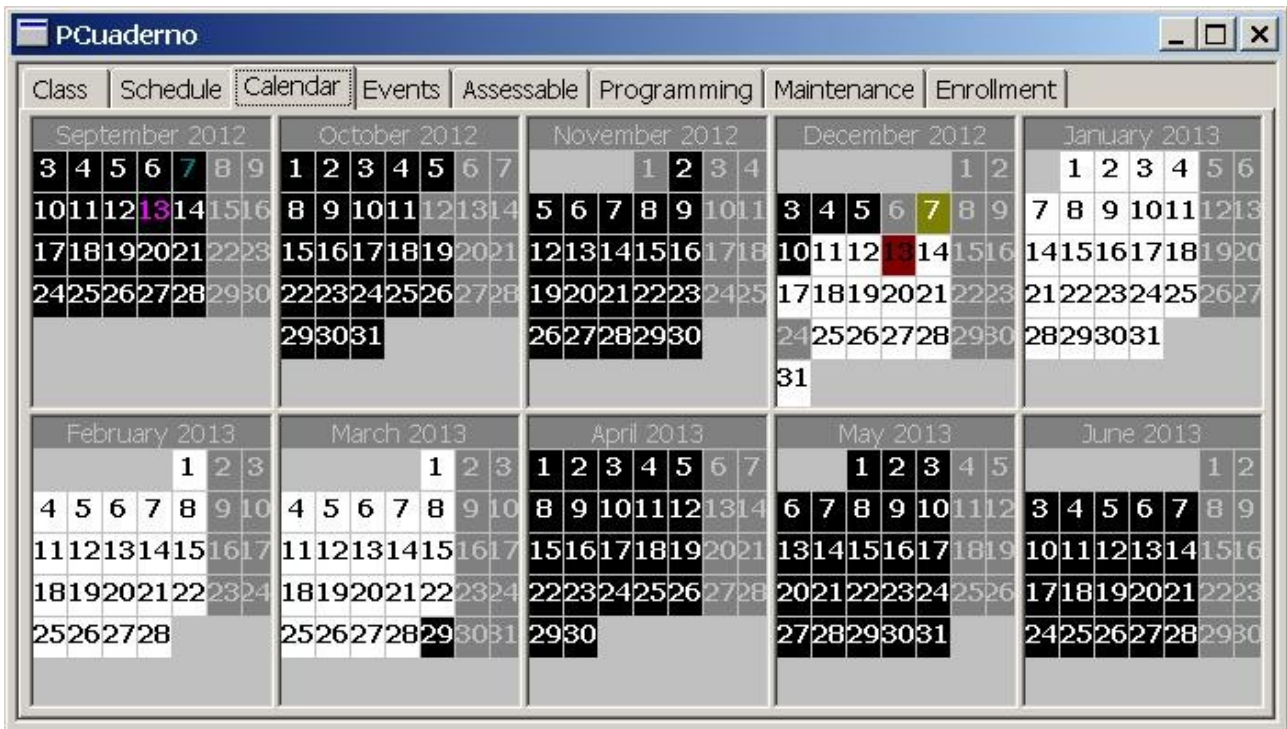 PCuaderno
Class Schedule Calendar Events Assessable Programming Maintenance Enrollment
September 2012
3 4 5 6 7 8 9
10 11 12 13 14 15 16
17 18 19 20 21 22 23
24 25 26 27 28 29 30
October 2012
1 2 3 4 5 6 7
8 9 10 11 12 13 14
15 16 17 18 19 20 21
22 23 24 25 26 27 28
29 30 31
November 2012
1 2 3 4
5 6 7 8 9 10 11
12 13 14 15 16 17 18
19 20 21 22 23 24 25
26 27 28 29 30
December 2012
1 2
3 4 5 6 7 8 9
10 11 12 13 14 15 16
17 18 19 20 21 22 23
24 25 26 27 28 29 30
31
January 2013
1 2 3 4 5 6
7 8 9 10 11 12 13
14 15 16 17 18 19 20
21 22 23 24 25 26 27
28 29 30 31
February 2013
1 2 3
4 5 6 7 8 9 10
11 12 13 14 15 16 17
18 19 20 21 22 23 24
25 26 27 28
March 2013
1 2 3
4 5 6 7 8 9 10
11 12 13 14 15 16 17
18 19 20 21 22 23 24
25 26 27 28 29 30 31
April 2013
1 2 3 4 5 6 7
8 9 10 11 12 13 14
15 16 17 18 19 20 21
22 23 24 25 26 27 28
29 30
May 2013
1 2 3 4 5
6 7 8 9 10 11 12
13 14 15 16 17 18 19
20 21 22 23 24 25 26
27 28 29 30 31
June 2013
1 2
3 4 5 6 7 8 9
10 11 12 13 14 15 16
17 18 19 20 21 22 23
24 25 26 27 28 29 30